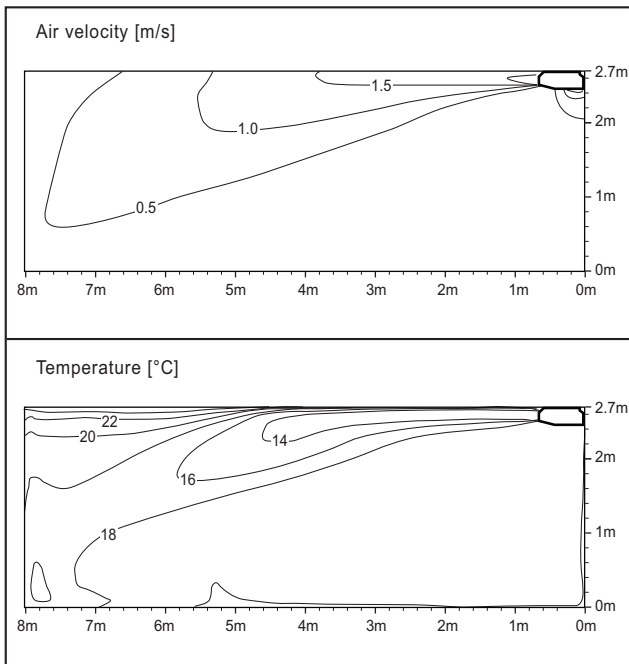 Air velocity [m/s]
2.7m
1.5
2m
1.0
1m
0.5
0m
8m 7m 6m 5m 4m 3m 2m 1m 0m
Temperature [°C]
2.7m
22
20
14
2m
16
18
1m
0m
8m 7m 6m 5m 4m 3m 2m 1m 0m